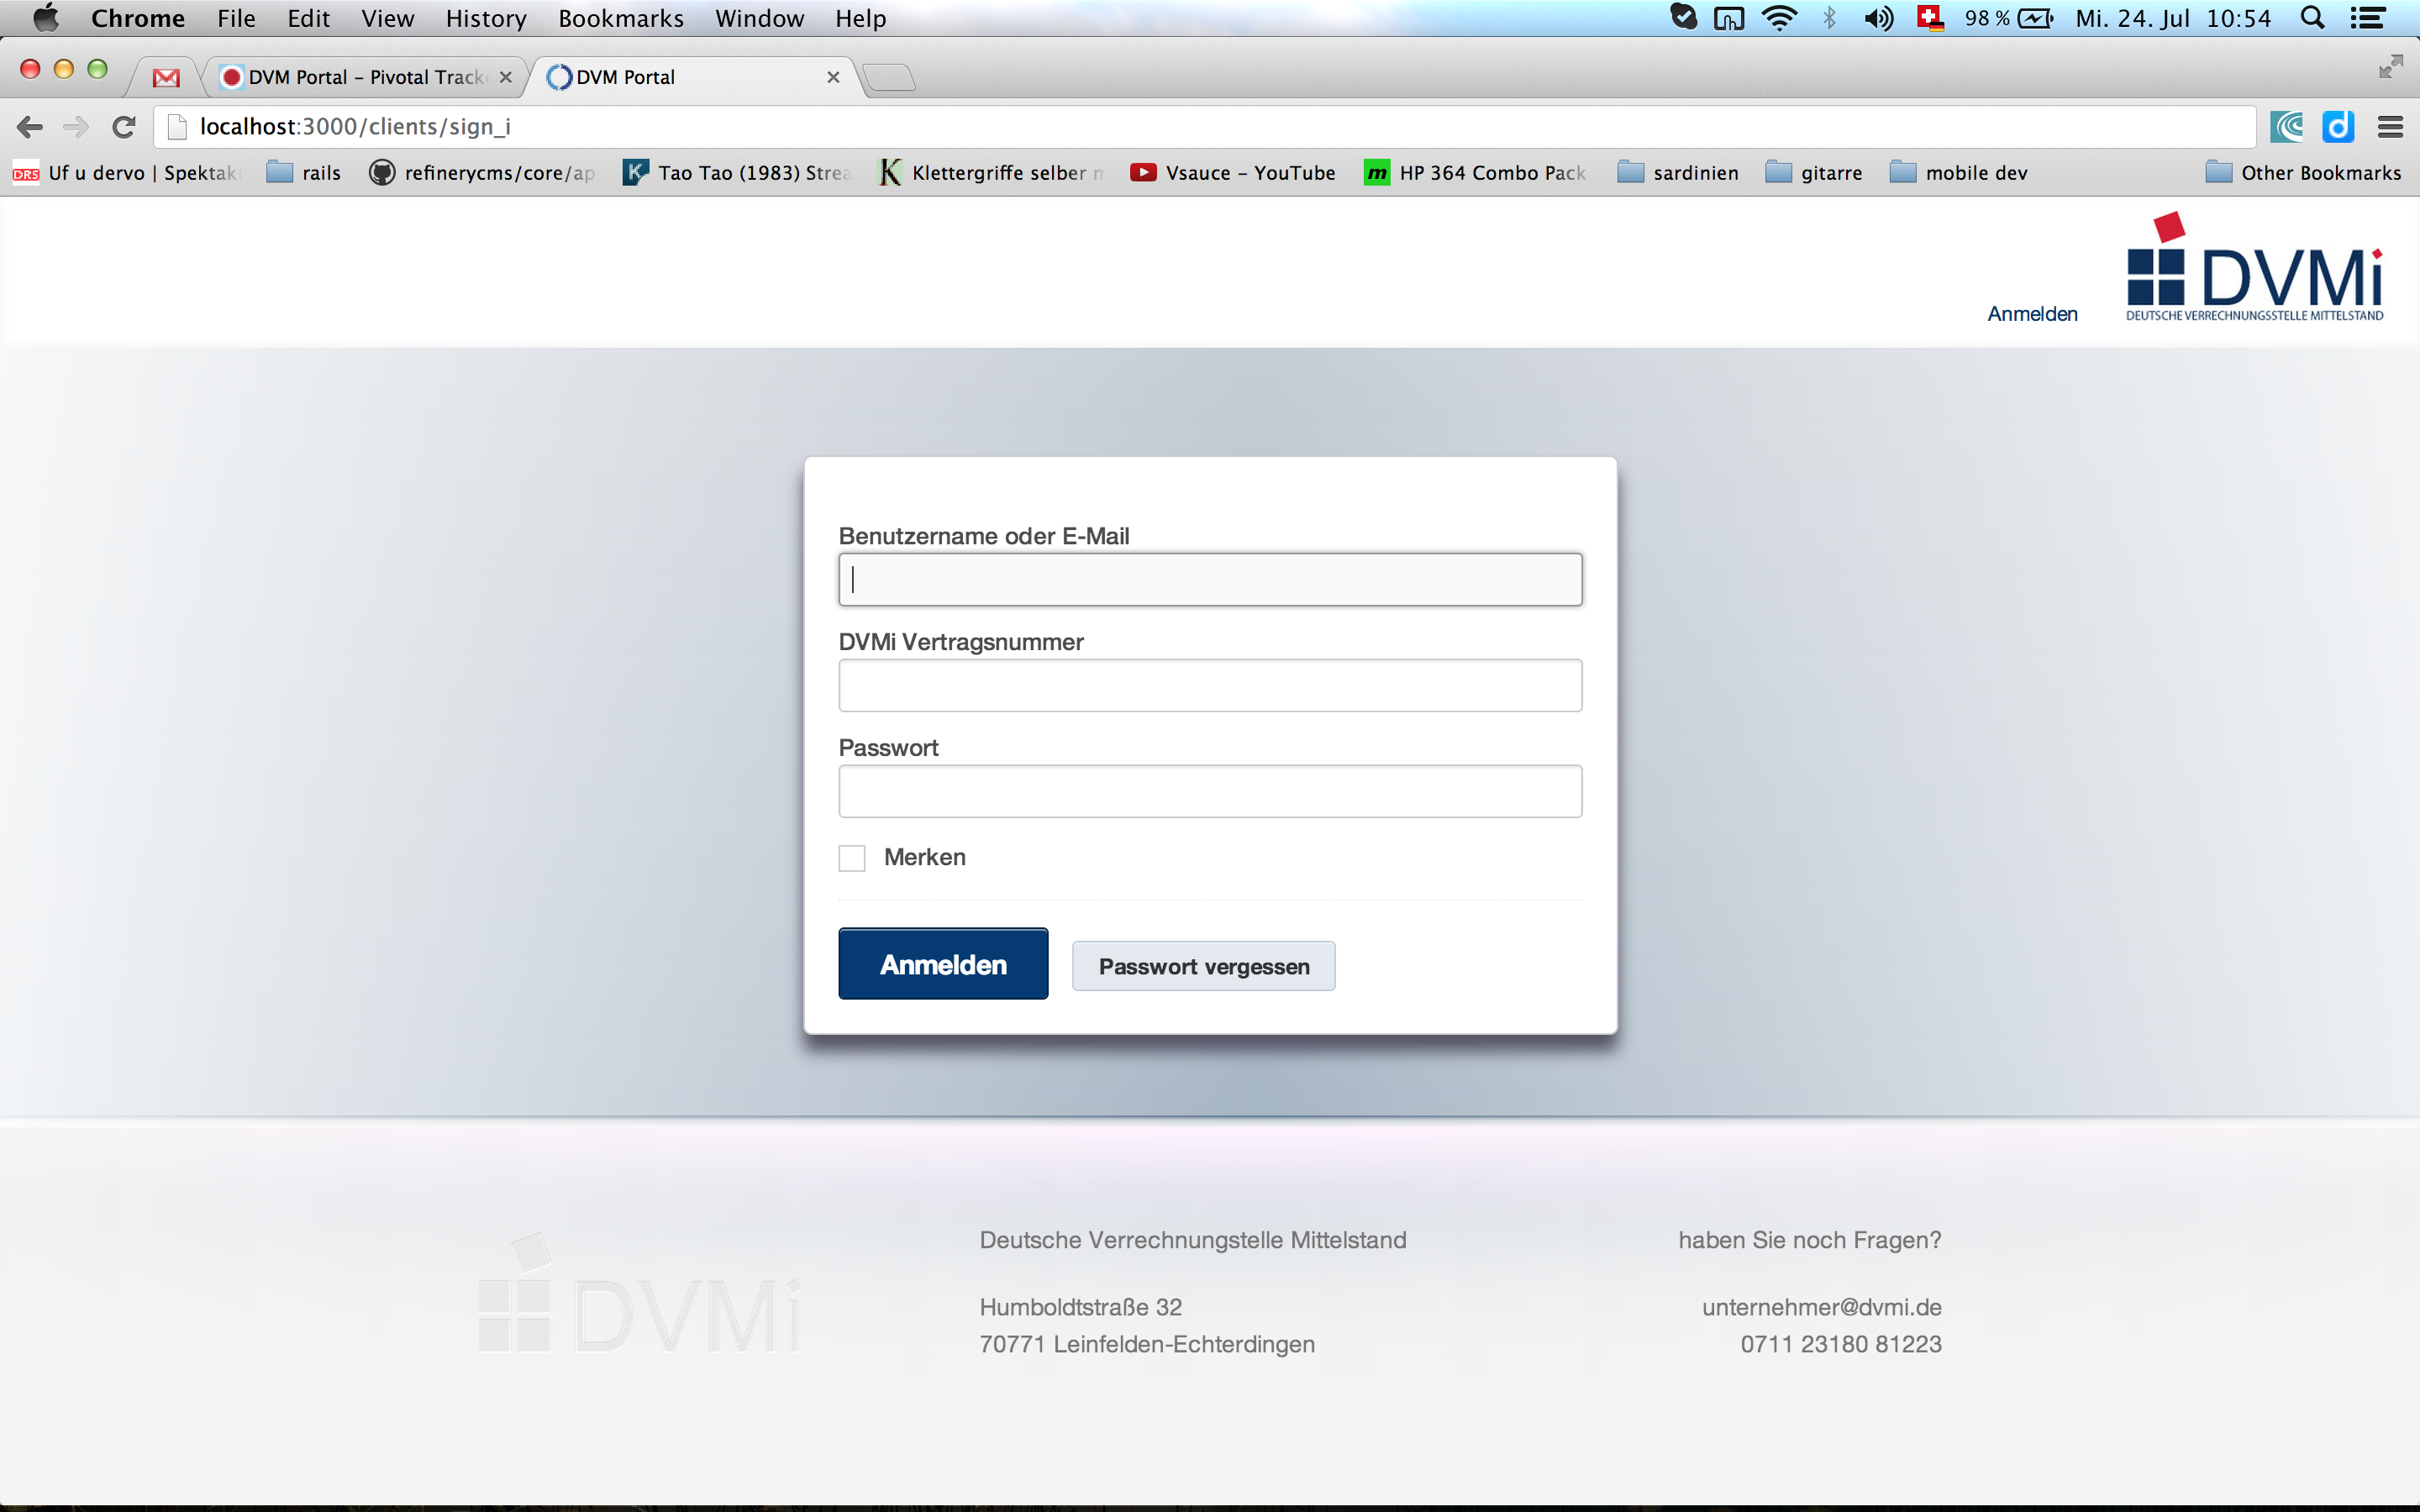 Chrome File Edit View History Bookmarks Window Help 98 % Mi. 24. Jul 10:54
DVM Portal – Pivotal Track DVM Portal
localhost:3000/clients/sign_i
DRS Uf u dervo | Spektak rails refinerycms/core/ap K Tao Tao (1983) Strea K Klettergriffe selber m Vsauce – YouTube m HP 364 Combo Pack sardinien gitarre mobile dev Other Bookmarks
Anmelden
DVMi
DEUTSCHE VERRECHNUNGSSTELLE MITTELSTAND
Benutzername oder E-Mail
DVMi Vertragsnummer
Passwort
Merken
Anmelden Passwort vergessen
DVMi
Deutsche Verrechnungstelle Mittelstand
Humboldtstraße 32
70771 Leinfelden-Echterdingen
haben Sie noch Fragen?
unternehmer@dvmi.de
0711 23180 81223